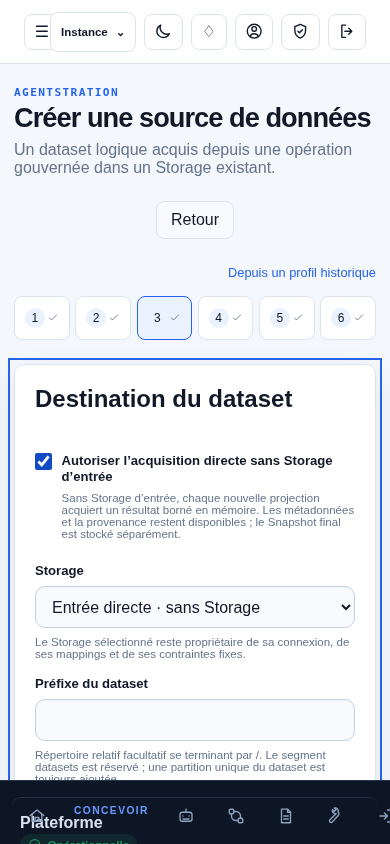 Instance
AGENTSTRATION
Créer une source de données
Un dataset logique acquis depuis une opération
gouvernée dans un Storage existant.
Retour
Depuis un profil historique
1 2 3 4 5 6
Destination du dataset
Autoriser l’acquisition directe sans Storage
d’entrée
Sans Storage d’entrée, chaque nouvelle projection
acquiert un résultat borné en mémoire. Les métadonnées
et la provenance restent disponibles ; le Snapshot final
est stocké séparément.
Storage
Entrée directe · sans Storage
Le Storage sélectionné reste propriétaire de sa connexion, de
ses mappings et de ses contraintes fixes.
Préfixe du dataset
Répertoire relatif facultatif se terminant par /. Le segment
datasets est réservé ; une partition unique du dataset est
toujours ajoutée.
CONCEVOIR
Plateforme
Opérationnelle